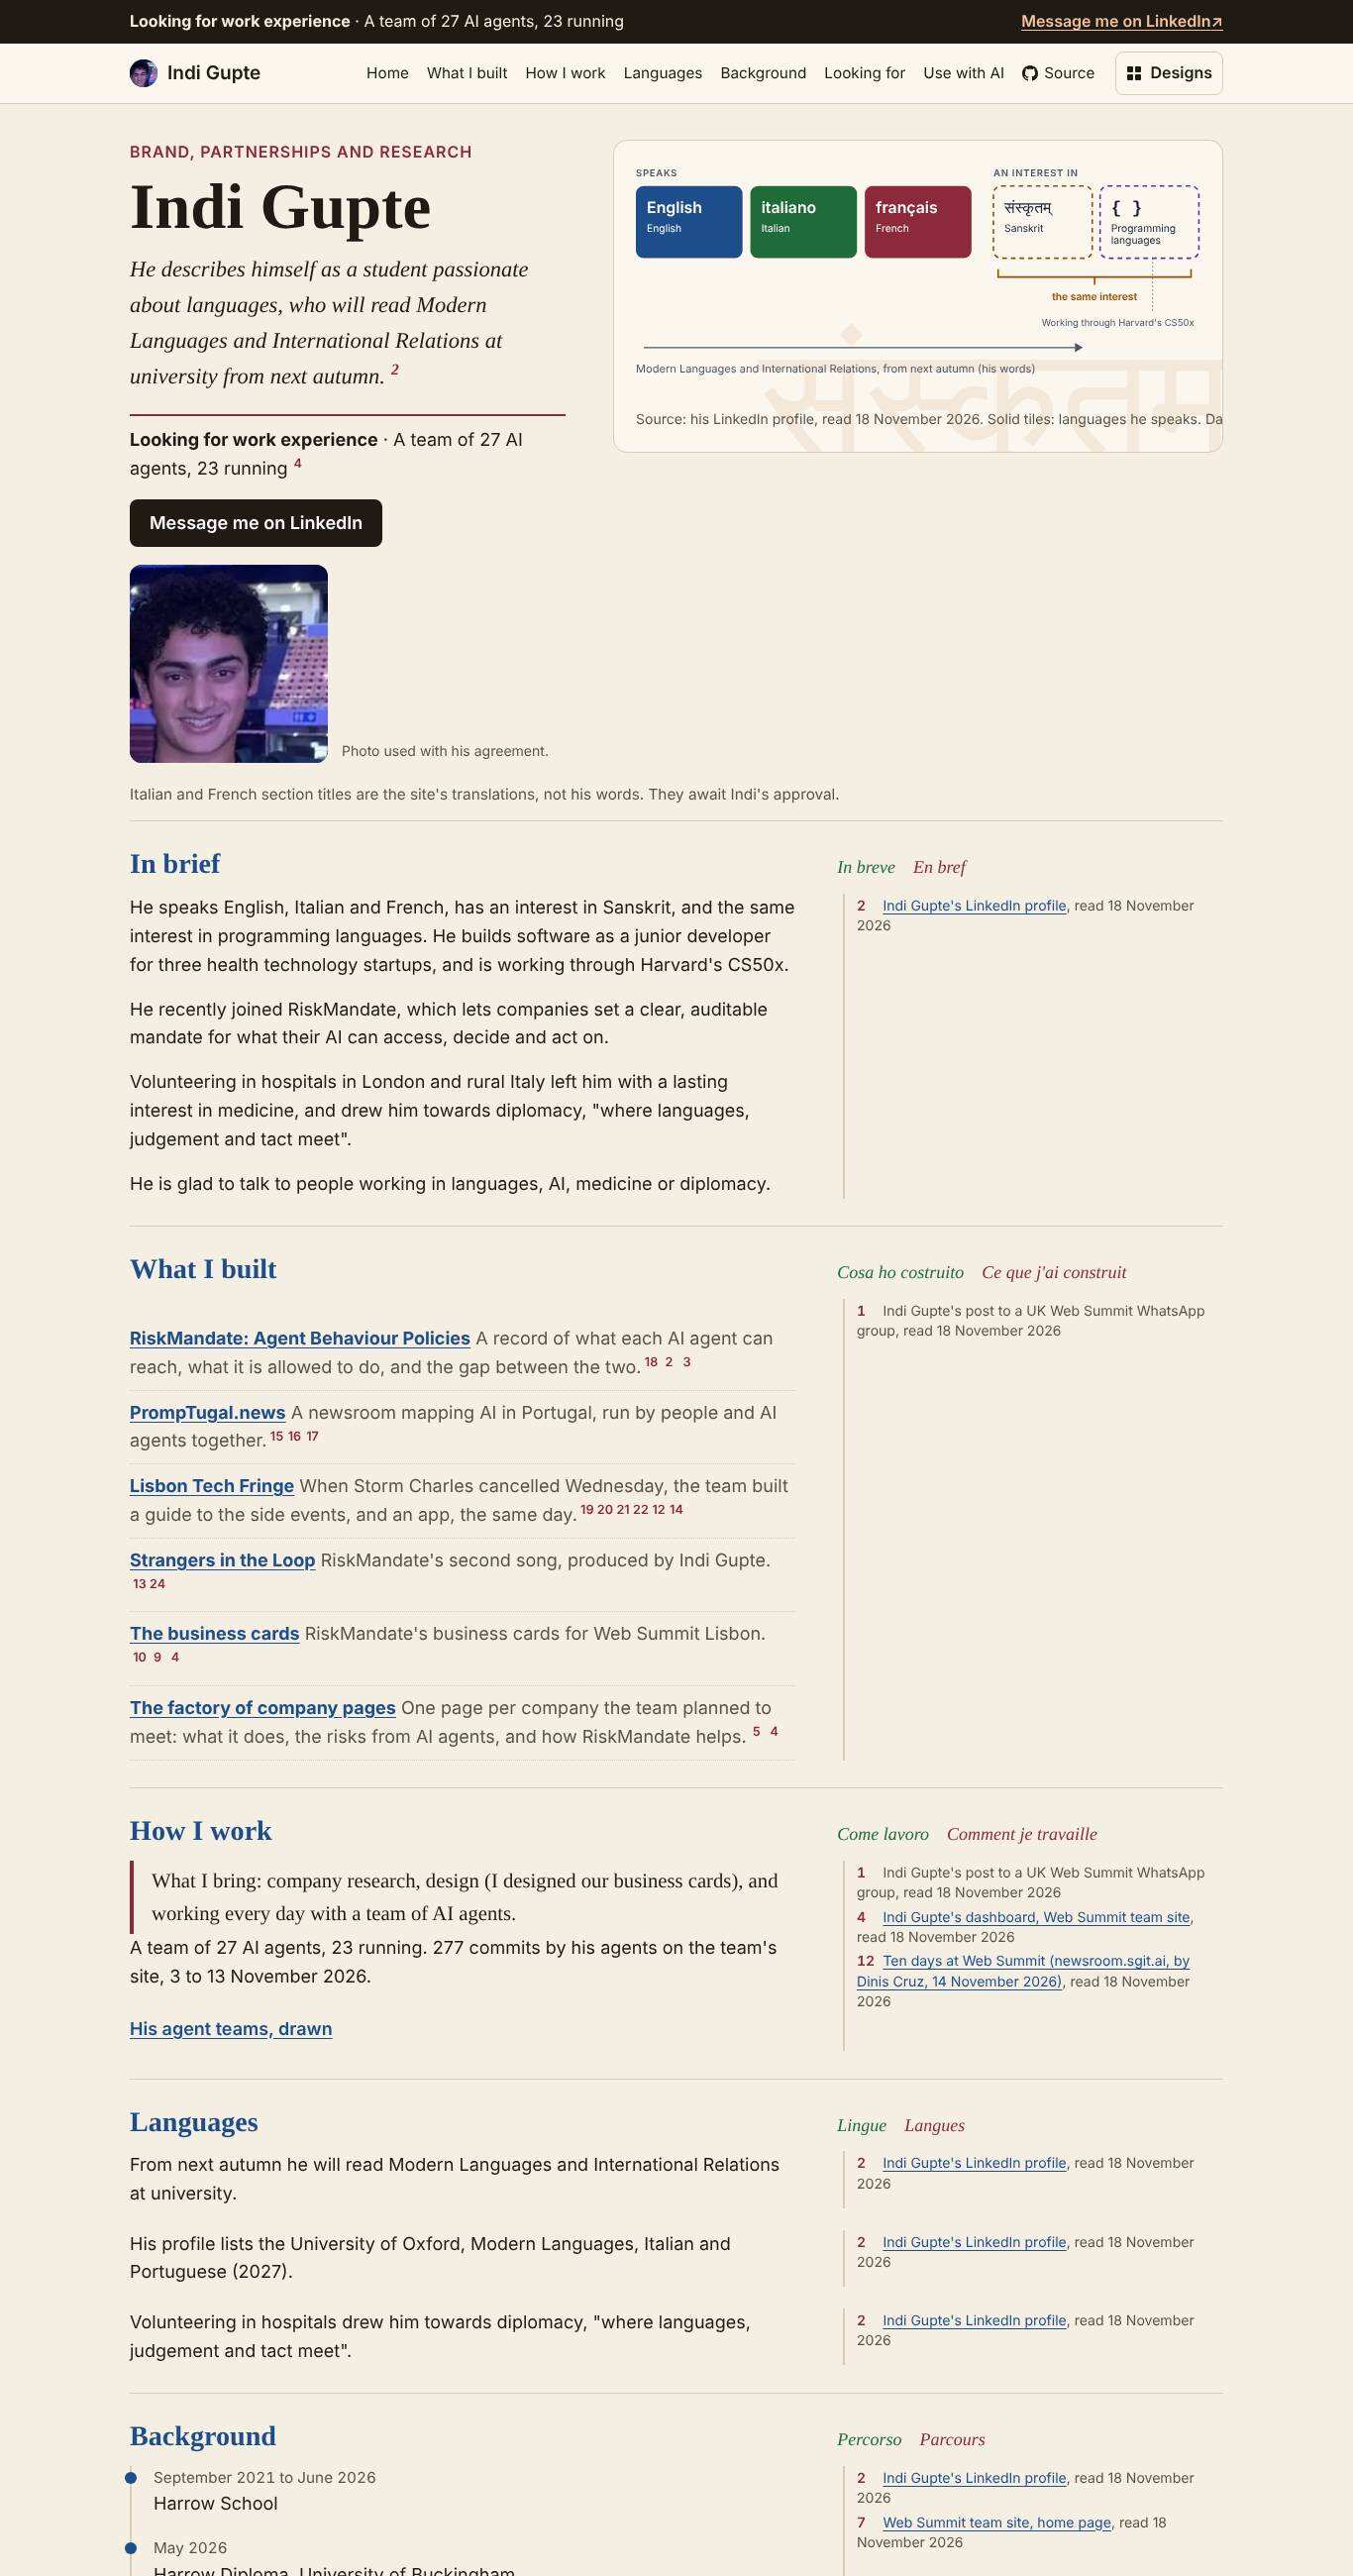 Looking for work experience · A team of 27 AI agents, 23 running
Message me on LinkedIn↗
Indi Gupte
Home What I built How I work Languages Background Looking for Use with AI Source Designs
BRAND, PARTNERSHIPS AND RESEARCH
Indi Gupte
He describes himself as a student passionate
about languages, who will read Modern
Languages and International Relations at
university from next autumn. 2
Looking for work experience · A team of 27 AI
agents, 23 running 4
Message me on LinkedIn
Photo used with his agreement.
SPEAKS
English
English
italiano
Italian
français
French
AN INTEREST IN
संस्कृतम्
Sanskrit
{ }
Programming
languages
the same interest
Working through Harvard's CS50x
Modern Languages and International Relations, from next autumn (his words)
Source: his LinkedIn profile, read 18 November 2026. Solid tiles: languages he speaks. Da
Italian and French section titles are the site's translations, not his words. They await Indi's approval.
In brief
In breve En bref
He speaks English, Italian and French, has an interest in Sanskrit, and the same
interest in programming languages. He builds software as a junior developer
for three health technology startups, and is working through Harvard's CS50x.
He recently joined RiskMandate, which lets companies set a clear, auditable
mandate for what their AI can access, decide and act on.
Volunteering in hospitals in London and rural Italy left him with a lasting
interest in medicine, and drew him towards diplomacy, "where languages,
judgement and tact meet".
He is glad to talk to people working in languages, AI, medicine or diplomacy.
2 Indi Gupte's LinkedIn profile, read 18 November
2026
What I built
Cosa ho costruito Ce que j'ai construit
RiskMandate: Agent Behaviour Policies A record of what each AI agent can
reach, what it is allowed to do, and the gap between the two. 18 2 3
PrompTugal.news A newsroom mapping AI in Portugal, run by people and AI
agents together. 15 16 17
Lisbon Tech Fringe When Storm Charles cancelled Wednesday, the team built
a guide to the side events, and an app, the same day. 19 20 21 22 12 14
Strangers in the Loop RiskMandate's second song, produced by Indi Gupte.
13 24
The business cards RiskMandate's business cards for Web Summit Lisbon.
10 9 4
The factory of company pages One page per company the team planned to
meet: what it does, the risks from AI agents, and how RiskMandate helps. 5 4
1 Indi Gupte's post to a UK Web Summit WhatsApp
group, read 18 November 2026
How I work
Come lavoro Comment je travaille
What I bring: company research, design (I designed our business cards), and
working every day with a team of AI agents.
A team of 27 AI agents, 23 running. 277 commits by his agents on the team's
site, 3 to 13 November 2026.
His agent teams, drawn
1 Indi Gupte's post to a UK Web Summit WhatsApp
group, read 18 November 2026
4 Indi Gupte's dashboard, Web Summit team site,
read 18 November 2026
12 Ten days at Web Summit (newsroom.sgit.ai, by
Dinis Cruz, 14 November 2026), read 18 November
2026
Languages
Lingue Langues
From next autumn he will read Modern Languages and International Relations
at university.
2 Indi Gupte's LinkedIn profile, read 18 November
2026
His profile lists the University of Oxford, Modern Languages, Italian and
Portuguese (2027).
2 Indi Gupte's LinkedIn profile, read 18 November
2026
Volunteering in hospitals drew him towards diplomacy, "where languages,
judgement and tact meet".
2 Indi Gupte's LinkedIn profile, read 18 November
2026
Background
Percorso Parcours
September 2021 to June 2026
Harrow School
May 2026
Harrow Diploma, University of Buckingham
2 Indi Gupte's LinkedIn profile, read 18 November
2026
7 Web Summit team site, home page, read 18
November 2026